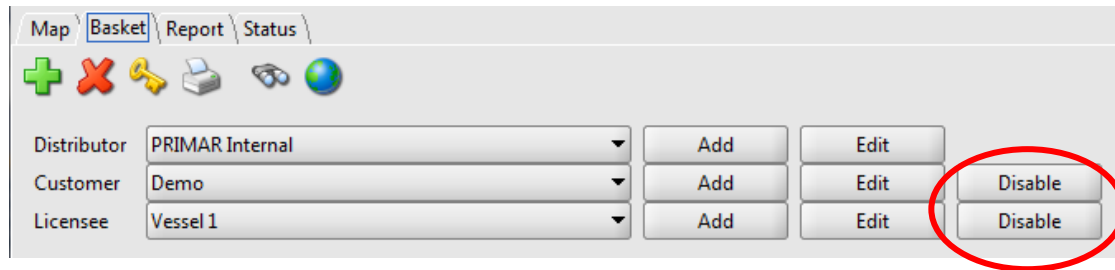 Map Basket Report Status
Distributor PRIMAR Internal Add Edit
Customer Demo Add Edit Disable
Licensee Vessel 1 Add Edit Disable